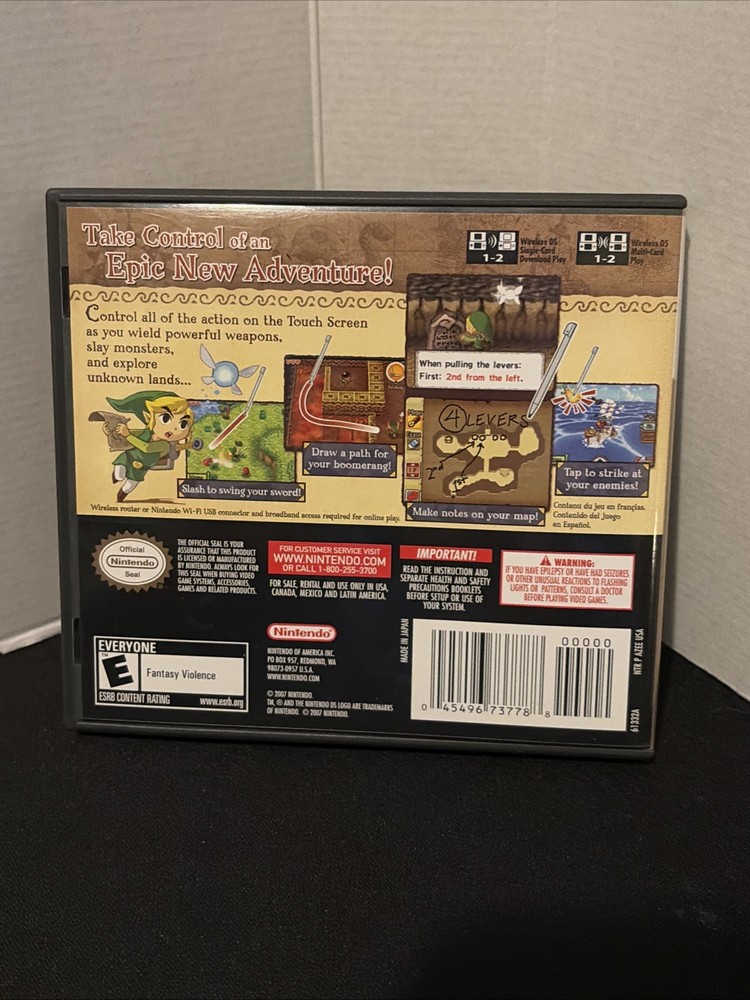 Take Control of an
Epic New Adventure!
1-2
Wireless DS
Single-Card
Download Play
1-2
Wireless DS
Multi-Card
Play
Control all of the action on the Touch Screen
as you wield powerful weapons,
slay monsters,
and explore
unknown lands...
When pulling the levers:
First: 2nd from the left.
4 LEVERS
2nd
1st
Slash to swing your sword!
Draw a path for
your boomerang!
Make notes on your map!
Tap to strike at
your enemies!
Wireless router or Nintendo Wi-Fi USB connector and broadband access required for online play.
Contenu du jeu en français.
Contenido del Juego
en Español.
Official
Nintendo
Seal
THE OFFICIAL SEAL IS YOUR
ASSURANCE THAT THIS PRODUCT
IS LICENSED OR MANUFACTURED
BY NINTENDO. ALWAYS LOOK FOR
THIS SEAL WHEN BUYING VIDEO
GAME SYSTEMS, ACCESSORIES,
GAMES AND RELATED PRODUCTS.
FOR CUSTOMER SERVICE VISIT
WWW.NINTENDO.COM
OR CALL 1-800-255-3700
FOR SALE, RENTAL AND USE ONLY IN USA,
CANADA, MEXICO AND LATIN AMERICA.
IMPORTANT!
READ THE INSTRUCTION AND
SEPARATE HEALTH AND SAFETY
PRECAUTIONS BOOKLETS
BEFORE SETUP OR USE OF
YOUR SYSTEM.
WARNING:
IF YOU HAVE EPILEPSY OR HAVE HAD SEIZURES
OR OTHER UNUSUAL REACTIONS TO FLASHING
LIGHTS OR PATTERNS, CONSULT A DOCTOR
BEFORE PLAYING VIDEO GAMES.
EVERYONE
E
TM
Fantasy Violence
ESRB CONTENT RATING
www.esrb.org
Nintendo®
NINTENDO OF AMERICA INC.
PO BOX 957, REDMOND, WA
98073-0957 U.S.A.
WWW.NINTENDO.COM
© 2007 NINTENDO.
TM, ® AND THE NINTENDO DS LOGO ARE TRADEMARKS
OF NINTENDO. © 2007 NINTENDO.
MADE IN JAPAN
00000
0 45496 73778 8
NTR P AZEE USA
61332A